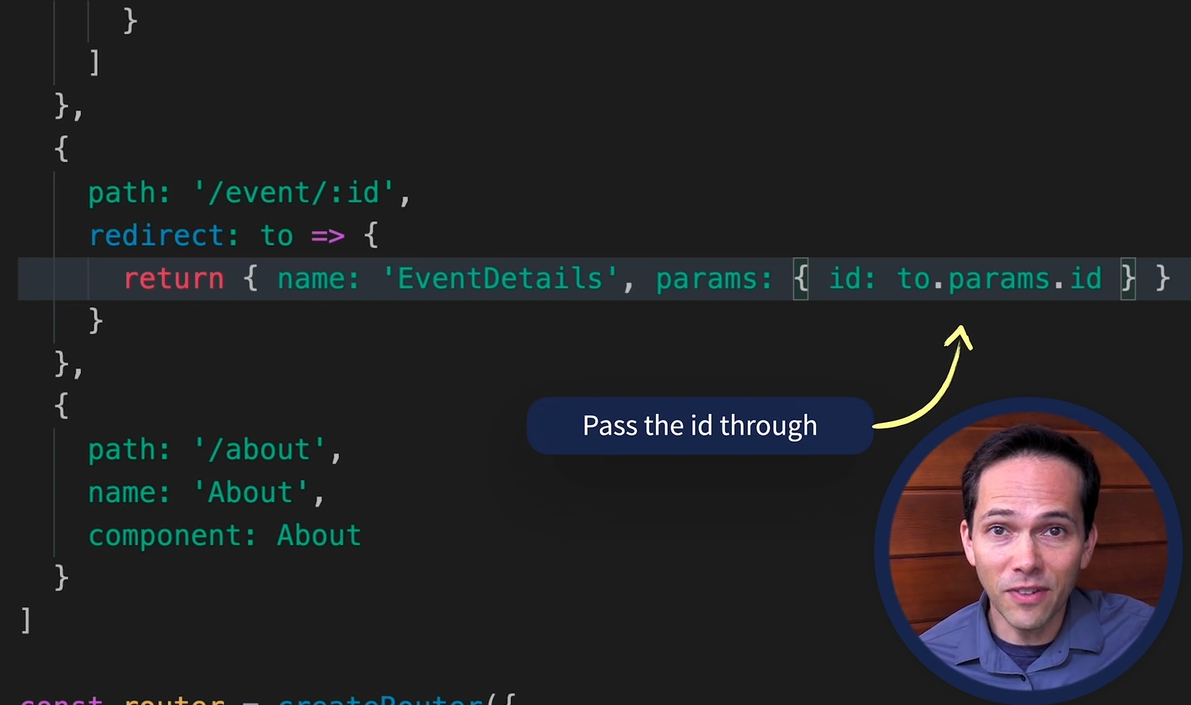 }
]
},
{
path: '/event/:id',
redirect: to => {
return { name: 'EventDetails', params: { id: to.params.id } }
}
},
{
Pass the id through
path: '/about',
name: 'About',
component: About
}
]
const router = createRouter({